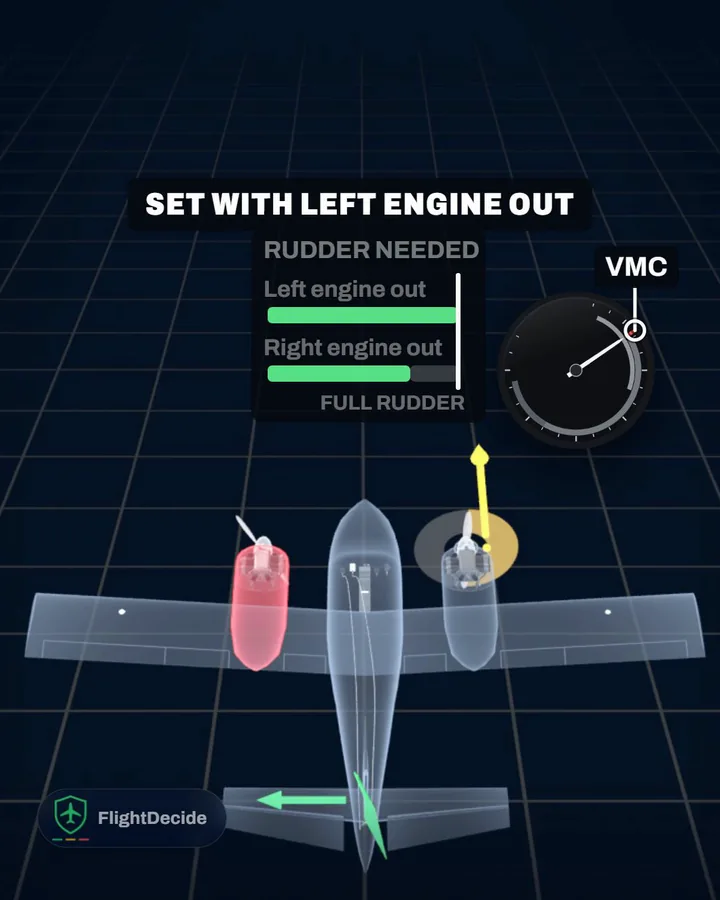 SET WITH LEFT ENGINE OUT
RUDDER NEEDED
VMC
Left engine out
Right engine out
FULL RUDDER
FlightDecide